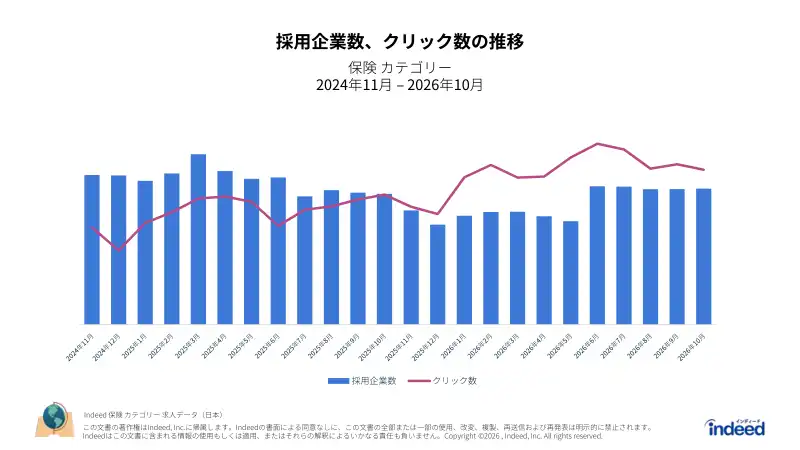 採用企業数、クリック数の推移
保険 カテゴリー
2024年11月 – 2026年10月
2024年11月
2024年12月
2025年1月
2025年2月
2025年3月
2025年4月
2025年5月
2025年6月
2025年7月
2025年8月
2025年9月
2025年10月
2025年11月
2025年12月
2026年1月
2026年2月
2026年3月
2026年4月
2026年5月
2026年6月
2026年7月
2026年8月
2026年9月
2026年10月
採用企業数 クリック数
Indeed 保険 カテゴリー 求人データ（日本）
この文書の著作権はIndeed, Inc.に帰属します。Indeedの書面による同意なしに、この文書の全部または一部の使用、改変、複製、再送信および再発表は明示的に禁止されます。
Indeedはこの文書に含まれる情報の使用もしくは適用、またはそれらの解釈によるいかなる責任も負いません。Copyright ©2026 , Indeed, Inc. All rights reserved.
インディード
indeed